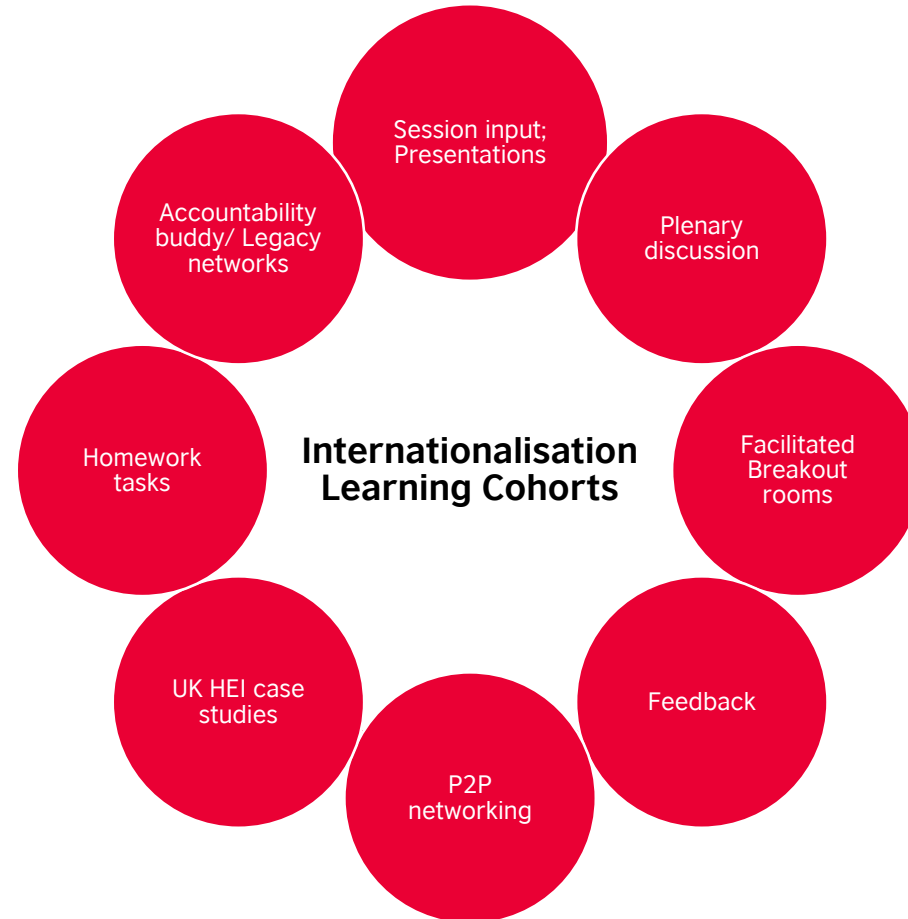 Session input;
Presentations
Plenary
discussion
Facilitated
Breakout
rooms
Feedback
P2P
networking
UK HEI case
studies
Homework
tasks
Accountability
buddy/ Legacy
networks
Internationalisation
Learning Cohorts